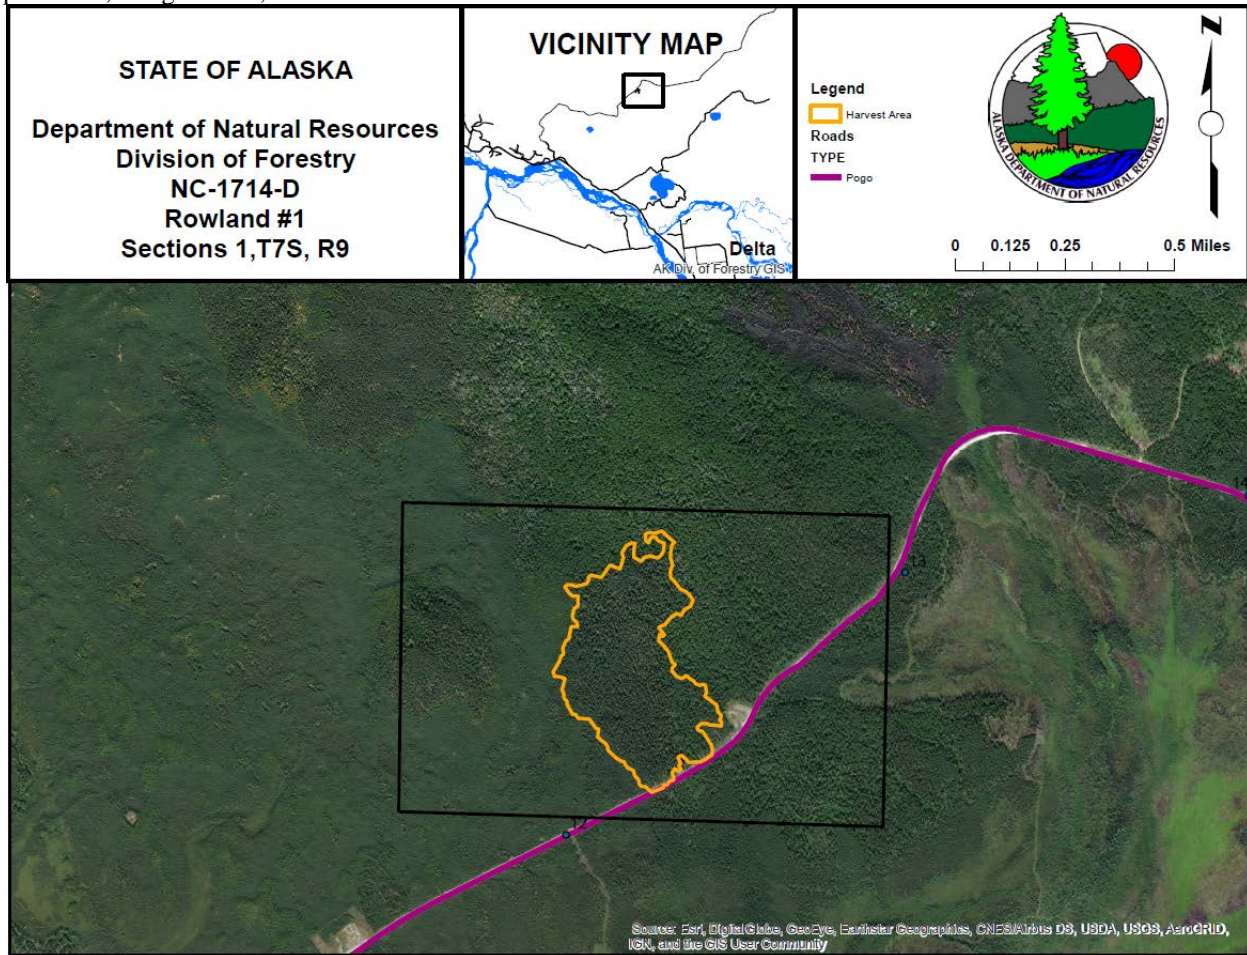 STATE OF ALASKA
Department of Natural Resources
Division of Forestry
NC-1714-D
Rowland #1
Sections 1,T7S, R9
VICINITY MAP
Delta
AK Div. of Forestry GIS
Legend
Harvest Area
Roads
TYPE
Pogo
ALASKA DEPARTMENT OF NATURAL RESOURCES
N
0 0.125 0.25 0.5 Miles
14
13
12
Source: Esri, DigitalGlobe, GeoEye, Earthstar Geographics, CNES/Airbus DS, USDA, USGS, AeroGRID,
IGN, and the GIS User Community